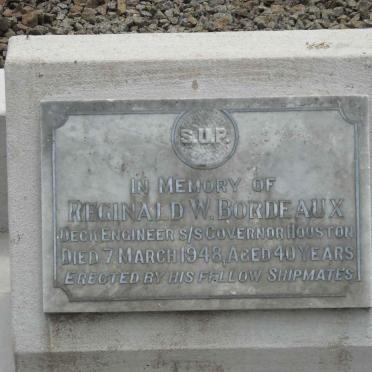 S.U.P.
IN MEMORY OF
REGINALD W. BORDEAUX
DECK ENGINEER S/S GOVERNOR HOUSTON
DIED 7 MARCH 1948, AGED 40 YEARS
ERECTED BY HIS FELLOW SHIPMATES